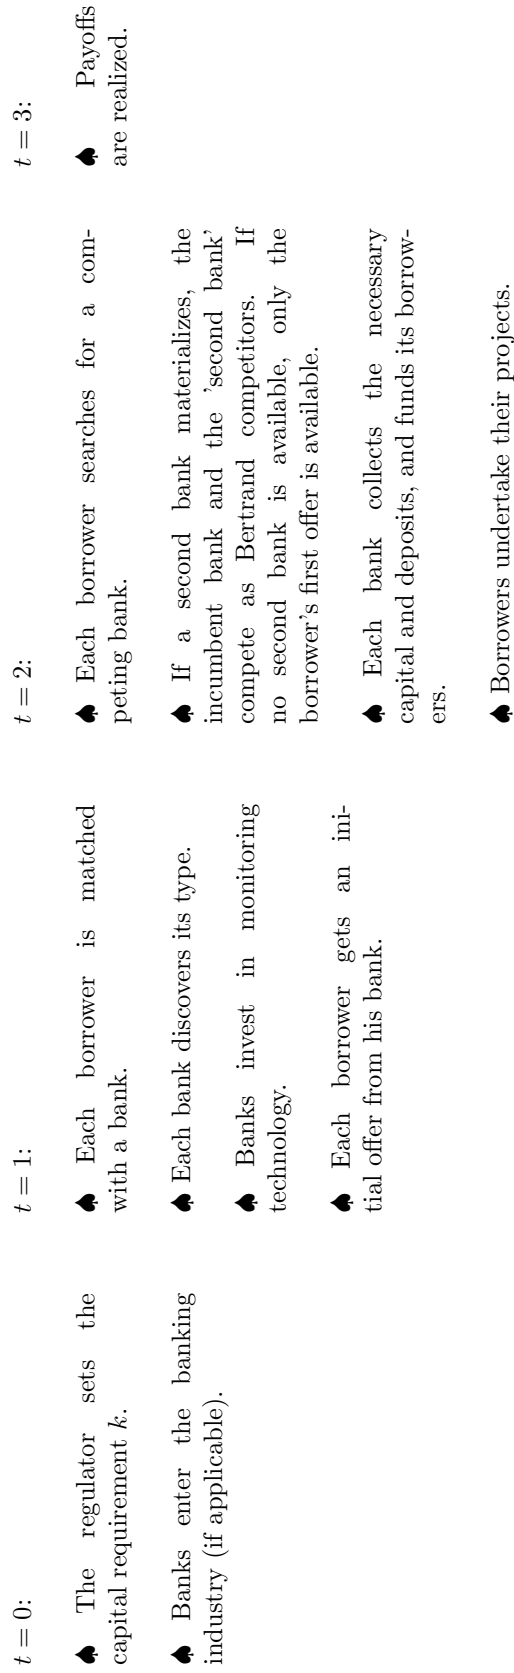 t = 0:
♠ The regulator sets the
capital requirement k.
♠ Banks enter the banking
industry (if applicable).
t = 1:
♠ Each borrower is matched
with a bank.
♠ Each bank discovers its type.
♠ Banks invest in monitoring
technology.
♠ Each borrower gets an ini-
tial offer from his bank.
t = 2:
♠ Each borrower searches for a com-
peting bank.
♠ If a second bank materializes, the
incumbent bank and the 'second bank'
compete as Bertrand competitors. If
no second bank is available, only the
borrower's first offer is available.
♠ Each bank collects the necessary
capital and deposits, and funds its borrow-
ers.
♠ Borrowers undertake their projects.
t = 3:
♠ Payoffs
are realized.